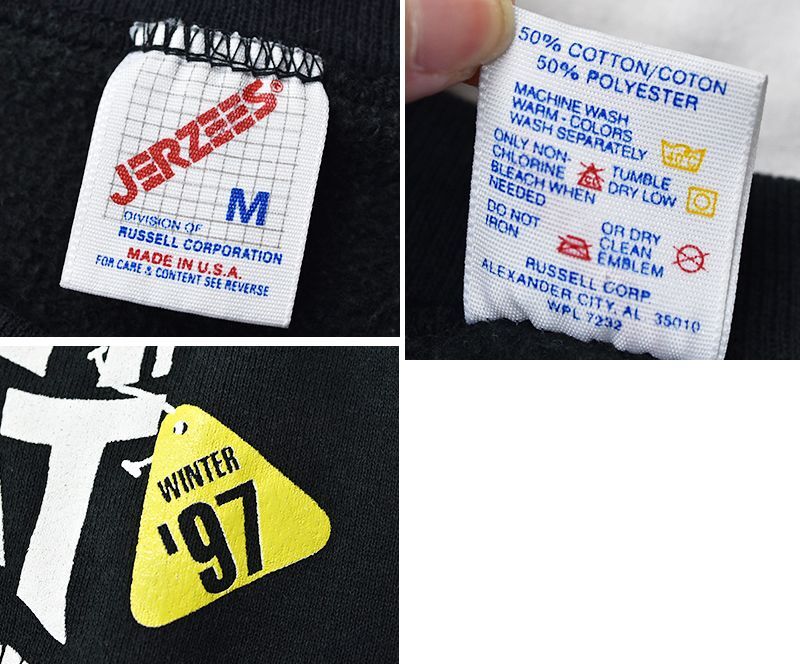 JERZEES®
M
DIVISION OF
RUSSELL CORPORATION
MADE IN U.S.A.
FOR CARE & CONTENT SEE REVERSE
50% COTTON/COTON
50% POLYESTER
MACHINE WASH
WARM - COLORS
WASH SEPARATELY
ONLY NON-
CHLORINE
BLEACH WHEN
NEEDED
TUMBLE
DRY LOW
DO NOT
IRON
OR DRY
CLEAN
EMBLEM
RUSSELL CORP
ALEXANDER CITY, AL 35010
WPL 7232
WINTER
'97